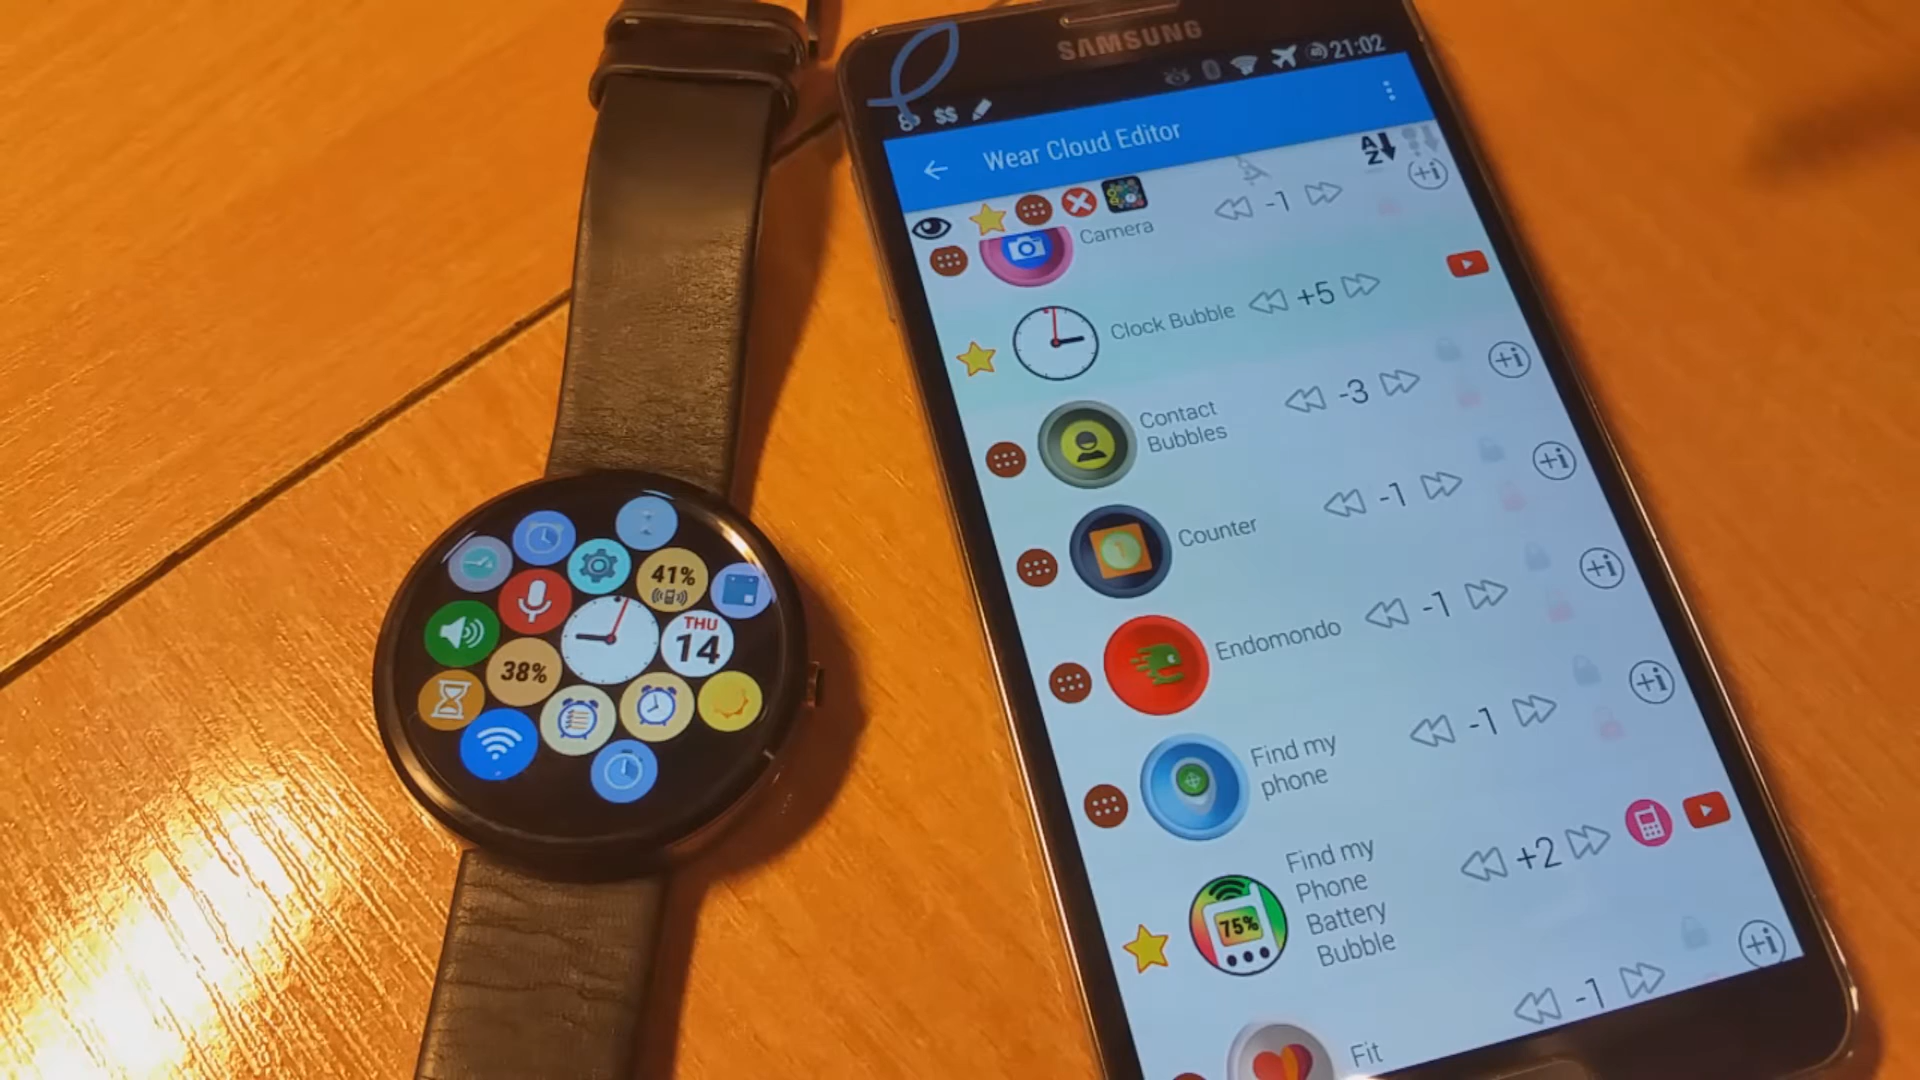 SAMSUNG
$$
21:02
Wear Cloud Editor
A
Z
Camera
-1
+i
Clock Bubble
+5
Contact
Bubbles
-3
+i
Counter
-1
+i
Endomondo
-1
+i
Find my
phone
-1
+i
Find my
Phone
Battery
Bubble
75%
+2
Fit
-1
+i
41%
THU
14
38%